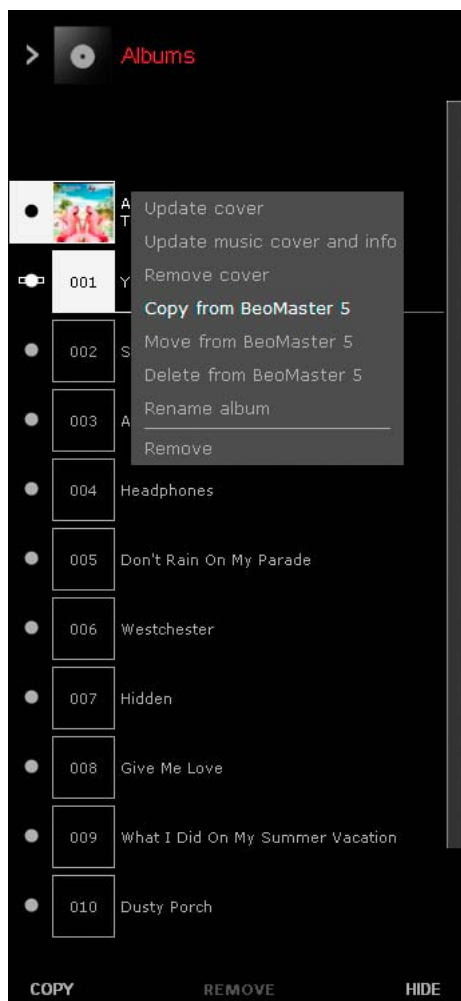 Albums
A
T
Update cover
Update music cover and info
Remove cover
Copy from BeoMaster 5
Move from BeoMaster 5
Delete from BeoMaster 5
Rename album
Remove
001 Y
002 S
003 A
004 Headphones
005 Don't Rain On My Parade
006 Westchester
007 Hidden
008 Give Me Love
009 What I Did On My Summer Vacation
010 Dusty Porch
COPY REMOVE HIDE